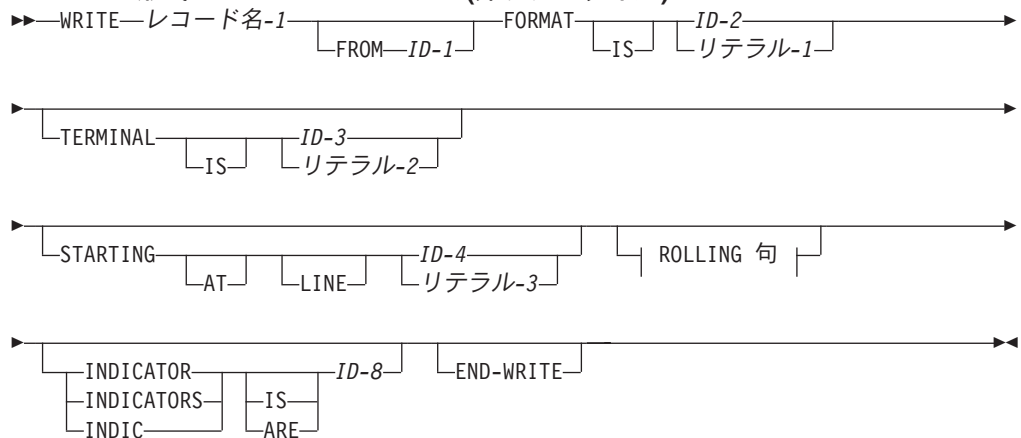 WRITE レコード名-1 FORMAT ID-2
FROM ID-1 IS リテラル-1
TERMINAL ID-3
IS リテラル-2
STARTING ID-4 ROLLING 句
AT LINE リテラル-3
INDICATOR ID-8 END-WRITE
INDICATORS IS
INDIC ARE